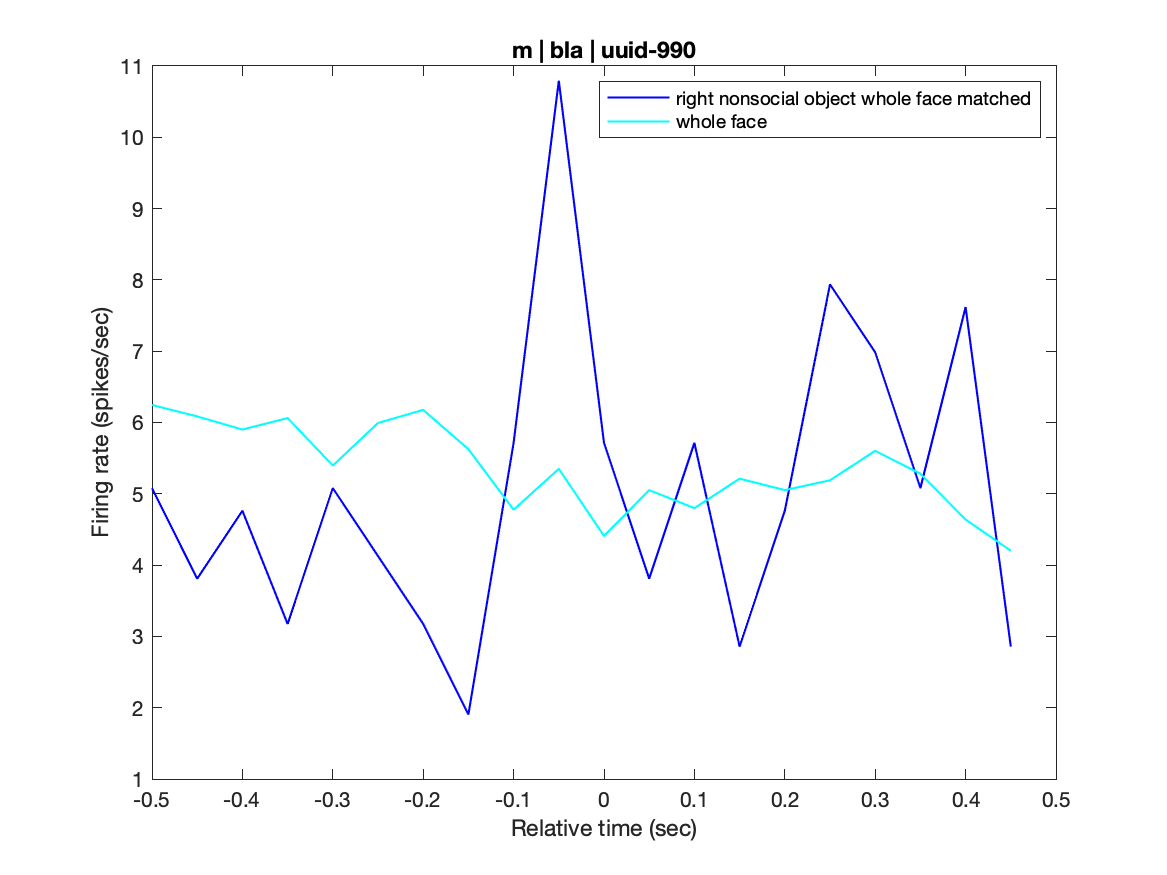 m | bla | uuid-990
right nonsocial object whole face matched
whole face
Firing rate (spikes/sec)
11
10
9
8
7
6
5
4
3
2
1
-0.5 -0.4 -0.3 -0.2 -0.1 0 0.1 0.2 0.3 0.4 0.5
Relative time (sec)